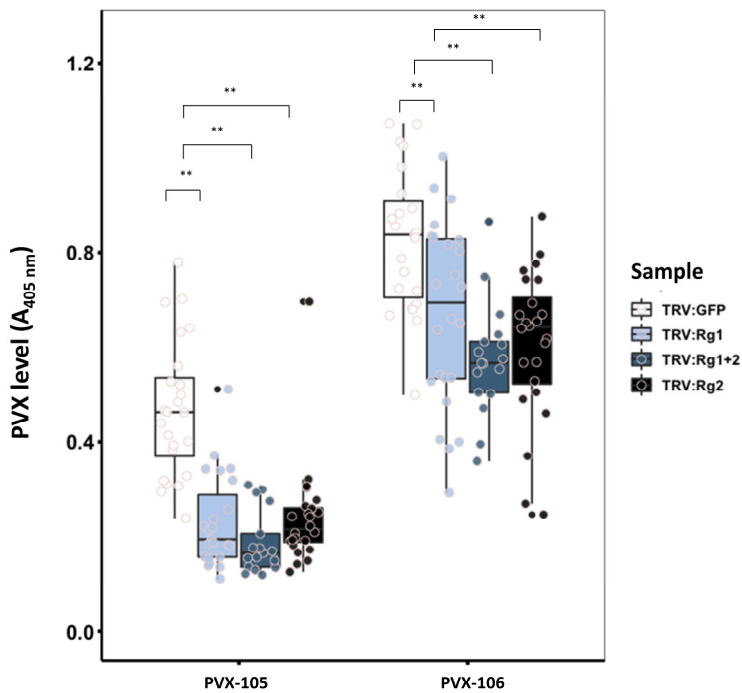 **
1.2
**
**
**
**
**
**
0.8
PVX level (A405 nm)
Sample
TRV:GFP
TRV:Rg1
TRV:Rg1+2
TRV:Rg2
0.4
0.0
PVX-105
PVX-106